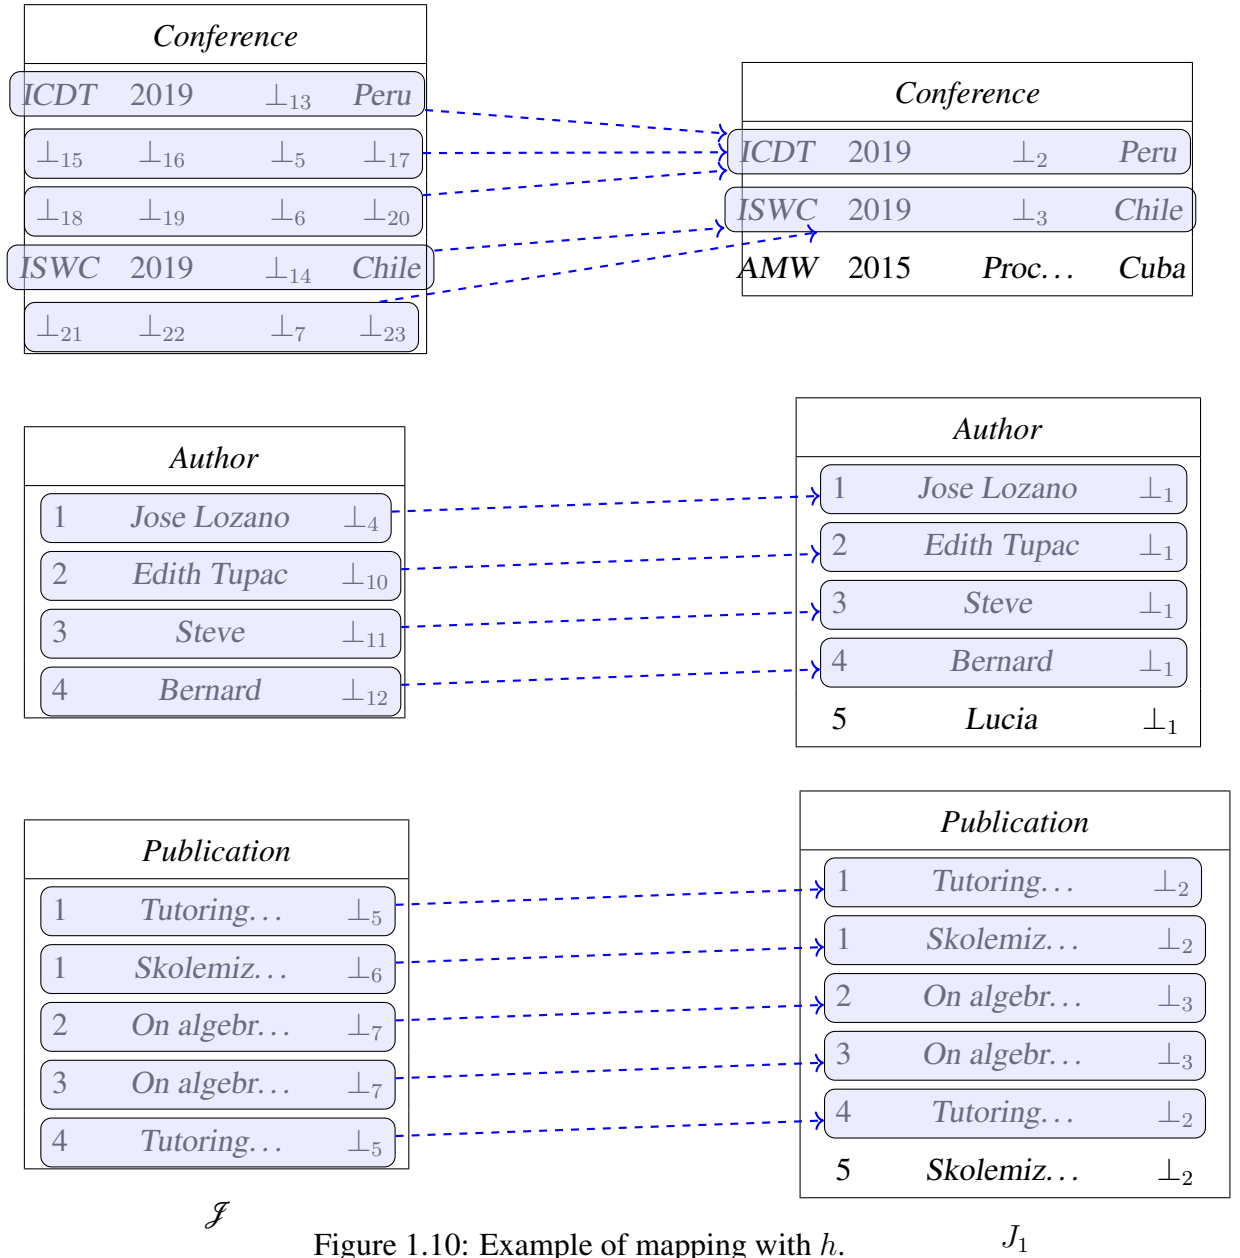 Conference
ICDT 2019 ⊥13 Peru
⊥15 ⊥16 ⊥5 ⊥17
⊥18 ⊥19 ⊥6 ⊥20
ISWC 2019 ⊥14 Chile
⊥21 ⊥22 ⊥7 ⊥23
Conference
ICDT 2019 ⊥2 Peru
ISWC 2019 ⊥3 Chile
AMW 2015 Proc... Cuba
Author
1 Jose Lozano ⊥4
2 Edith Tupac ⊥10
3 Steve ⊥11
4 Bernard ⊥12
Author
1 Jose Lozano ⊥1
2 Edith Tupac ⊥1
3 Steve ⊥1
4 Bernard ⊥1
5 Lucia ⊥1
Publication
1 Tutoring... ⊥5
1 Skolemiz... ⊥6
2 On algebr... ⊥7
3 On algebr... ⊥7
4 Tutoring... ⊥5
𝒥
Publication
1 Tutoring... ⊥2
1 Skolemiz... ⊥2
2 On algebr... ⊥3
3 On algebr... ⊥3
4 Tutoring... ⊥2
5 Skolemiz... ⊥2
J1
Figure 1.10: Example of mapping with h.